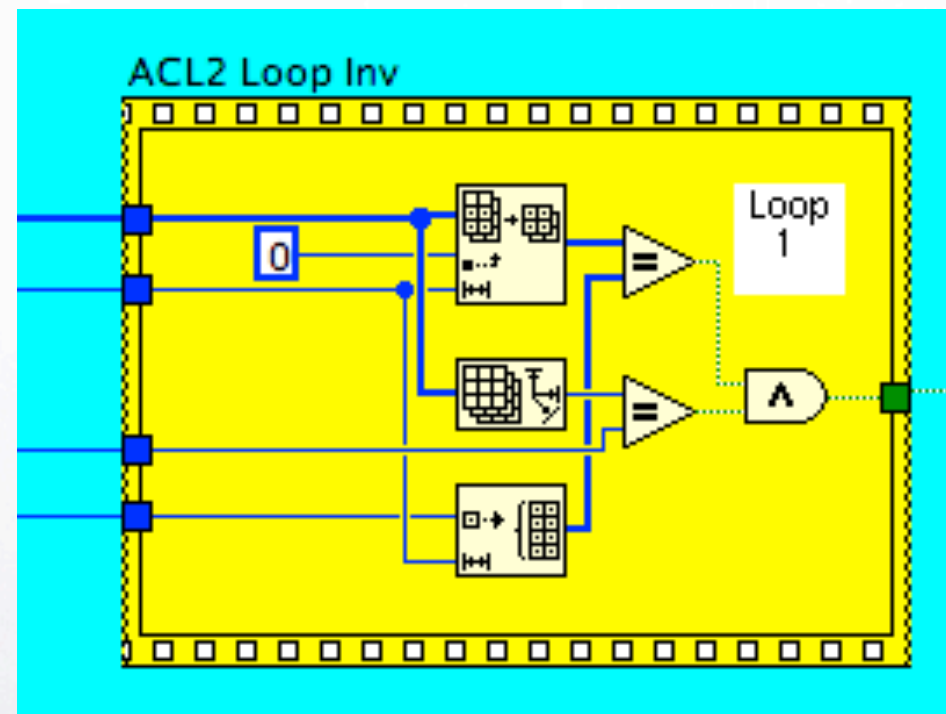 ACL2 Loop Inv
0
Loop
1
=
=
∧